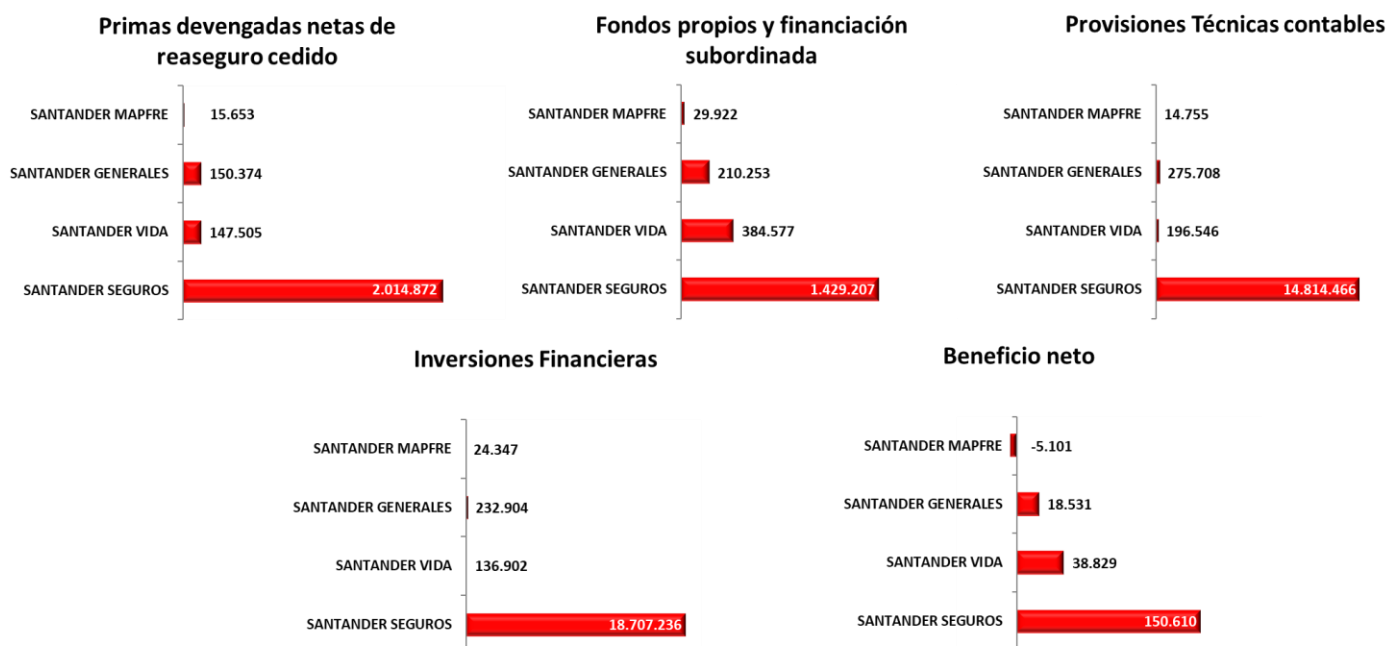 Primas devengadas netas de
reaseguro cedido
SANTANDER MAPFRE 15.653
SANTANDER GENERALES 150.374
SANTANDER VIDA 147.505
SANTANDER SEGUROS 2.014.872
Fondos propios y financiación
subordinada
SANTANDER MAPFRE 29.922
SANTANDER GENERALES 210.253
SANTANDER VIDA 384.577
SANTANDER SEGUROS 1.429.207
Provisiones Técnicas contables
SANTANDER MAPFRE 14.755
SANTANDER GENERALES 275.708
SANTANDER VIDA 196.546
SANTANDER SEGUROS 14.814.466
Inversiones Financieras
SANTANDER MAPFRE 24.347
SANTANDER GENERALES 232.904
SANTANDER VIDA 136.902
SANTANDER SEGUROS 18.707.236
Beneficio neto
SANTANDER MAPFRE -5.101
SANTANDER GENERALES 18.531
SANTANDER VIDA 38.829
SANTANDER SEGUROS 150.610